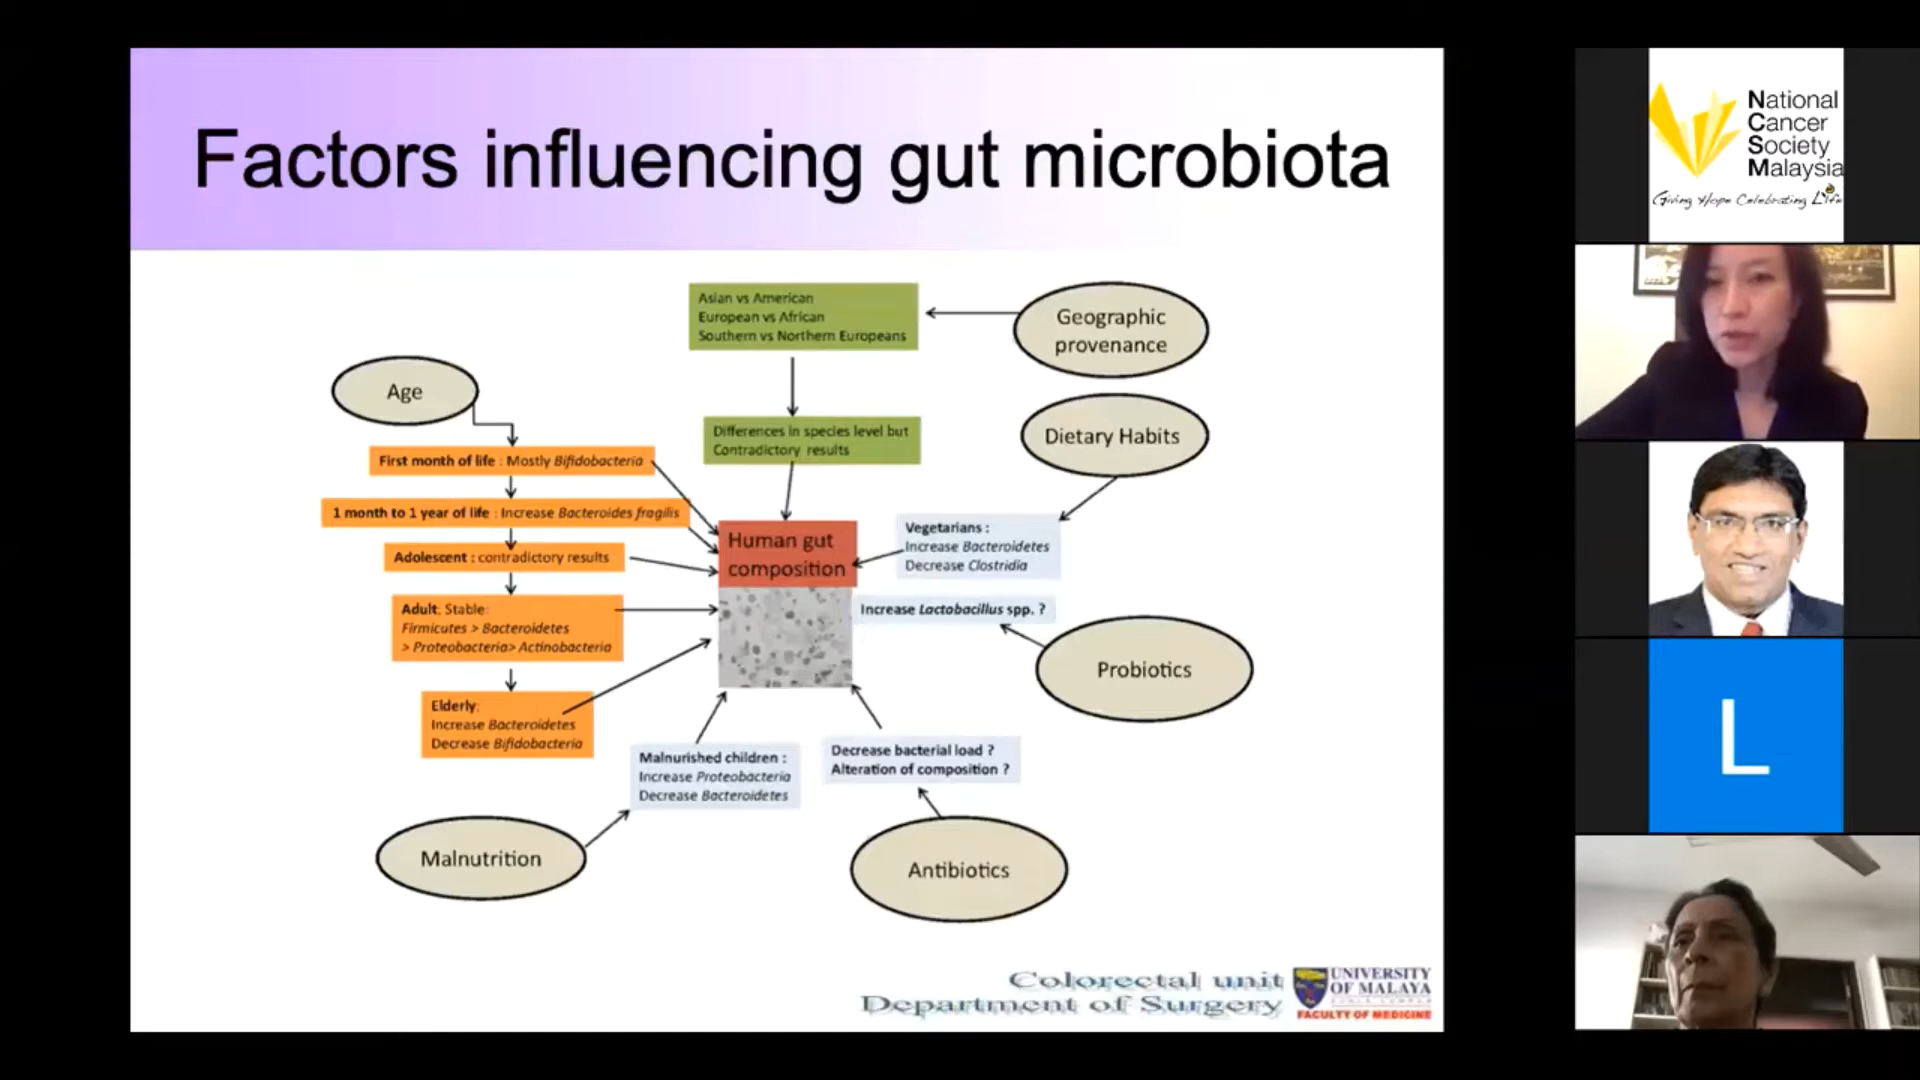 Factors influencing gut microbiota
Asian vs American
European vs African
Southern vs Northern Europeans
Geographic
provenance
Age
Differences in species level but
Contradictory results
Dietary Habits
First month of life : Mostly Bifidobacteria
1 month to 1 year of life : Increase Bacteroides fragilis
Adolescent : contradictory results
Adult: Stable:
Firmicutes > Bacteroidetes
> Proteobacteria> Actinobacteria
Elderly:
Increase Bacteroidetes
Decrease Bifidobacteria
Human gut
composition
Vegetarians :
Increase Bacteroidetes
Decrease Clostridia
Increase Lactobacillus spp. ?
Probiotics
Malnurished children :
Increase Proteobacteria
Decrease Bacteroidetes
Decrease bacterial load ?
Alteration of composition ?
Malnutrition
Antibiotics
Colorectal unit
Department of Surgery
UNIVERSITY
OF MALAYA
FACULTY OF MEDICINE
National
Cancer
Society
Malaysia
Giving Hope Celebrating Life
L